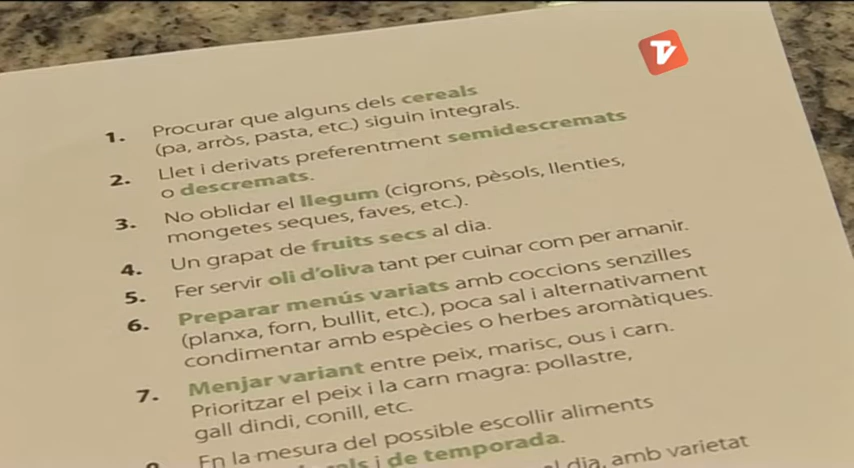 TV
1. Procurar que alguns dels cereals
(pa, arròs, pasta, etc.) siguin integrals.
2. Llet i derivats preferentment semidescremats
o descremats.
3. No oblidar el llegum (cigrons, pèsols, llenties,
mongetes seques, faves, etc.).
4. Un grapat de fruits secs al dia.
5. Fer servir oli d'oliva tant per cuinar com per amanir.
6. Preparar menús variats amb coccions senzilles
(planxa, forn, bullit, etc.), poca sal i alternativament
condimentar amb espècies o herbes aromàtiques.
7. Menjar variant entre peix, marisc, ous i carn.
Prioritzar el peix i la carn magra: pollastre,
gall dindi, conill, etc.
En la mesura del possible escollir aliments
i de temporada.
al dia, amb varietat